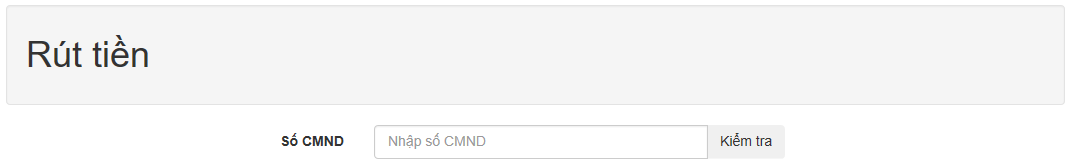 Rút tiền
Số CMND Nhập số CMND Kiểm tra